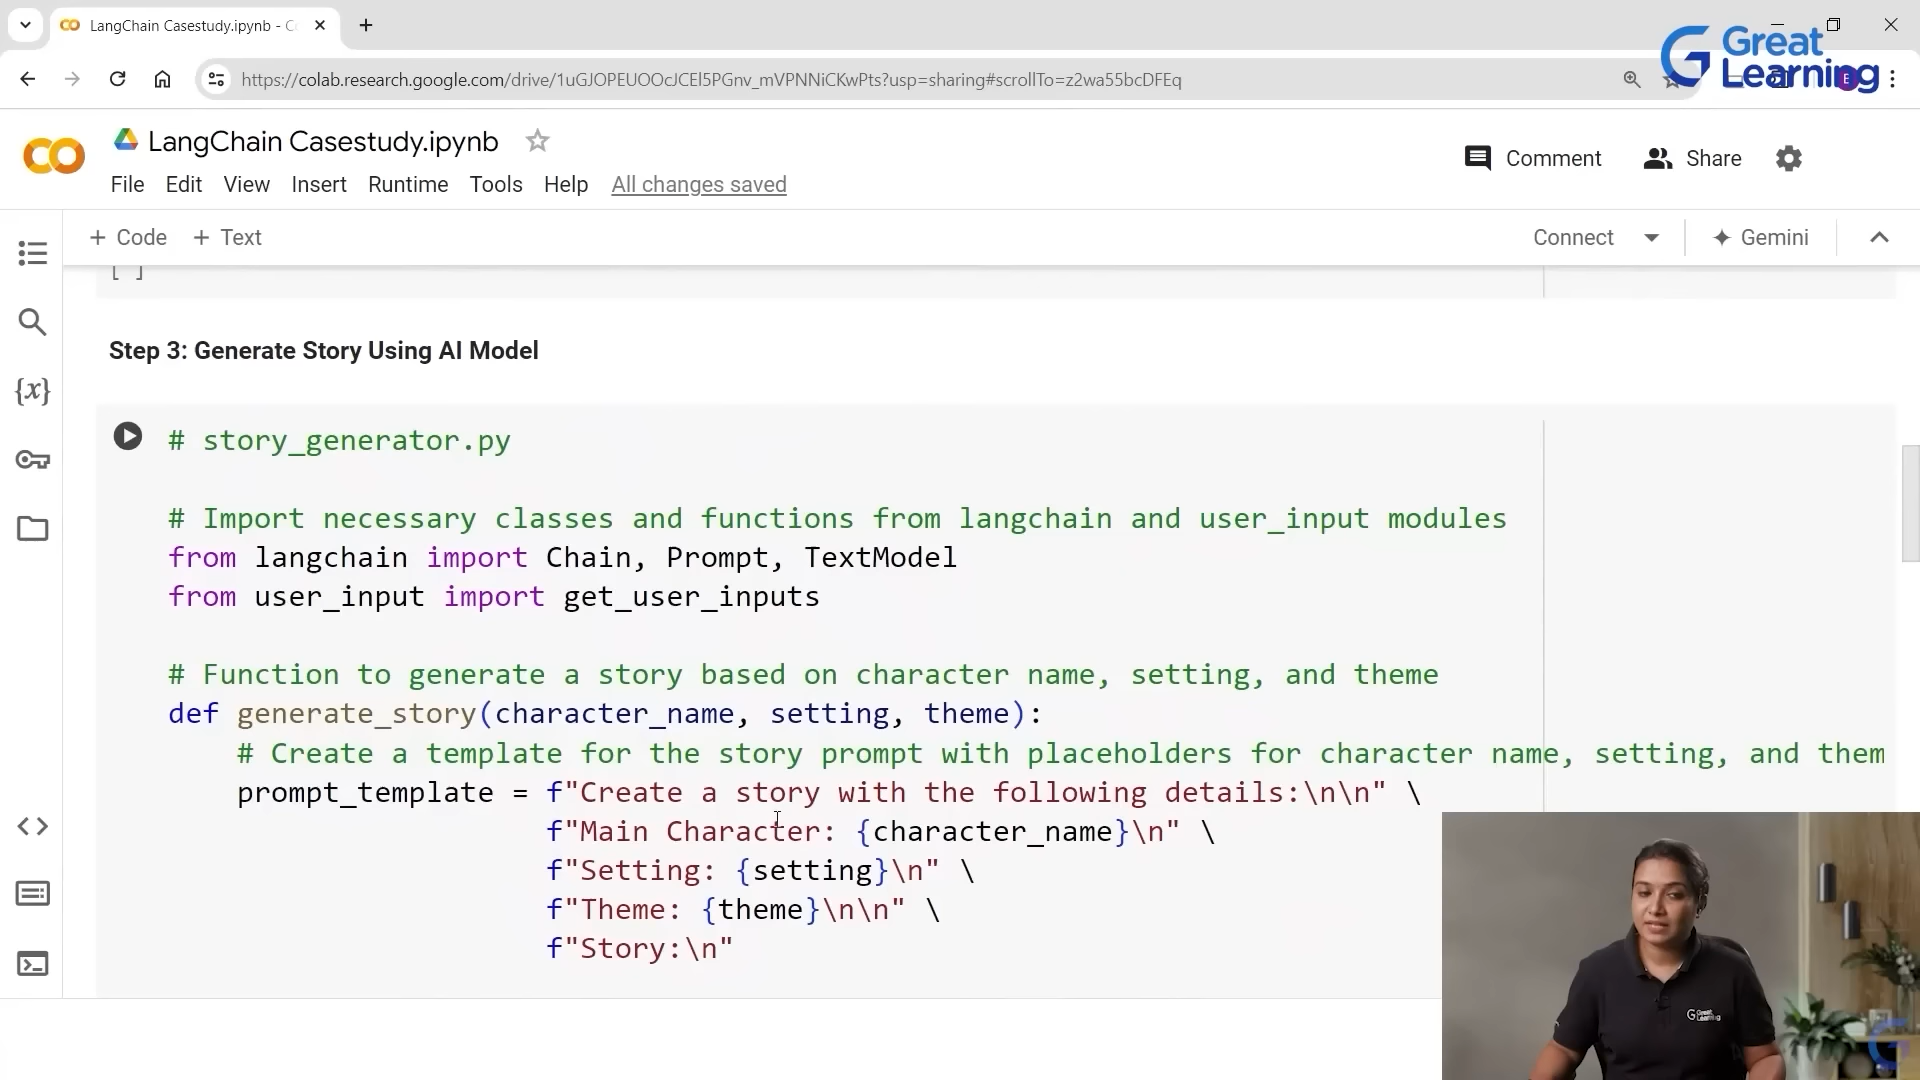 LangChain Casestudy.ipynb - Co
https://colab.research.google.com/drive/1uGJOPEUOOcJCEl5PGnv_mVPNNiCKwPts?usp=sharing#scrollTo=z2wa55bcDFEq
Great
Learning
E
LangChain Casestudy.ipynb
Comment
Share
File Edit View Insert Runtime Tools Help All changes saved
+ Code + Text
Connect
Gemini
[ ]
Step 3: Generate Story Using AI Model
# story_generator.py
# Import necessary classes and functions from langchain and user_input modules
from langchain import Chain, Prompt, TextModel
from user_input import get_user_inputs
# Function to generate a story based on character name, setting, and theme
def generate_story(character_name, setting, theme):
# Create a template for the story prompt with placeholders for character name, setting, and them
prompt_template = f"Create a story with the following details:\n\n" \
f"Main Character: {character_name}\n" \
f"Setting: {setting}\n" \
f"Theme: {theme}\n\n" \
f"Story:\n"
{x}
Great
Learning